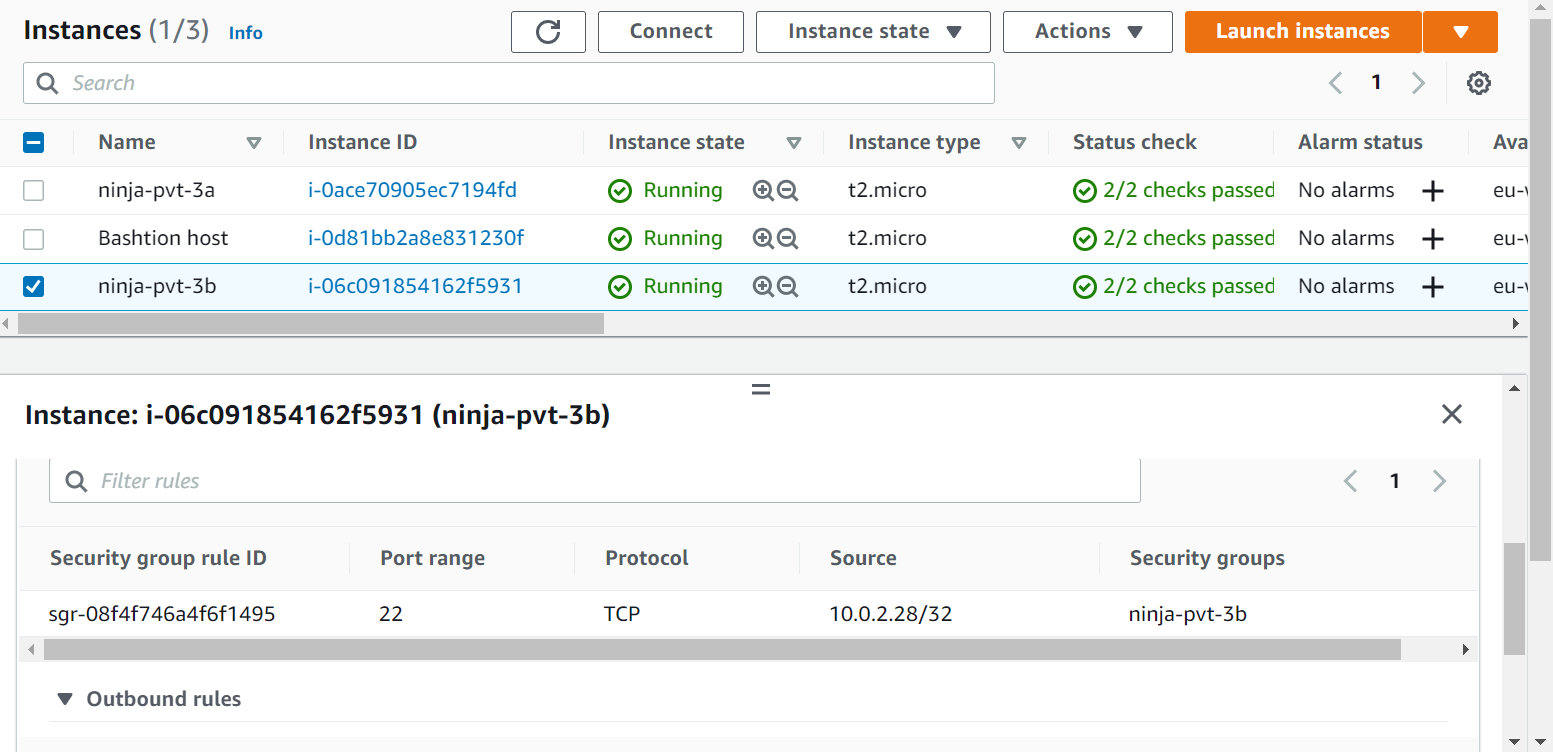 Instances (1/3) Info Connect Instance state Actions Launch instances
Search 1
Name Instance ID Instance state Instance type Status check Alarm status Ava
ninja-pvt-3a i-0ace70905ec7194fd Running t2.micro 2/2 checks passed No alarms eu-w
Bashtion host i-0d81bb2a8e831230f Running t2.micro 2/2 checks passed No alarms eu-w
ninja-pvt-3b i-06c091854162f5931 Running t2.micro 2/2 checks passed No alarms eu-w
Instance: i-06c091854162f5931 (ninja-pvt-3b)
Filter rules 1
Security group rule ID Port range Protocol Source Security groups
sgr-08f4f746a4f6f1495 22 TCP 10.0.2.28/32 ninja-pvt-3b
Outbound rules